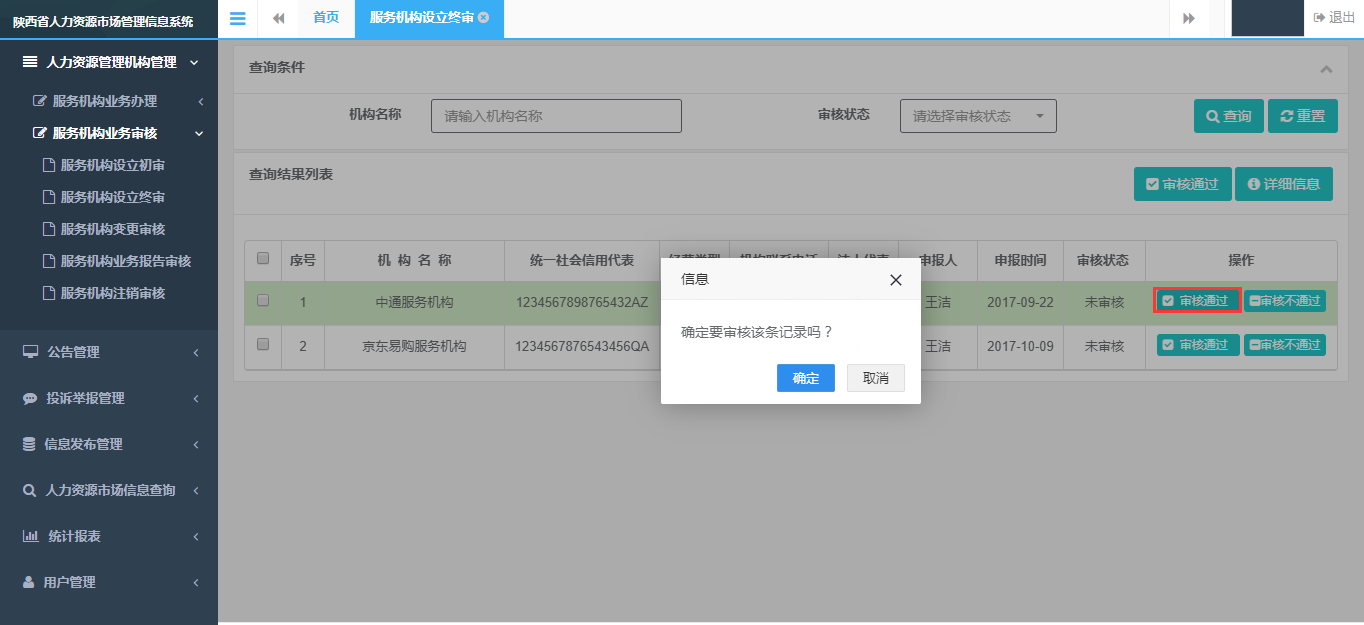 陕西省人力资源市场管理信息系统
首页
服务机构设立终审
退出
人力资源管理机构管理
服务机构业务办理
服务机构业务审核
服务机构设立初审
服务机构设立终审
服务机构变更审核
服务机构业务报告审核
服务机构注销审核
公告管理
投诉举报管理
信息发布管理
人力资源市场信息查询
统计报表
用户管理
查询条件
机构名称 请输入机构名称 审核状态 请选择审核状态 查询 重置
查询结果列表
审核通过 详细信息
序号 机 构 名 称 统一社会信用代表 申报人 申报时间 审核状态 操作
1 中通服务机构 1234567898765432AZ 王洁 2017-09-22 未审核 审核通过 审核不通过
2 京东易购服务机构 1234567876543456QA 王洁 2017-10-09 未审核 审核通过 审核不通过
信息
确定要审核该条记录吗？
确定 取消